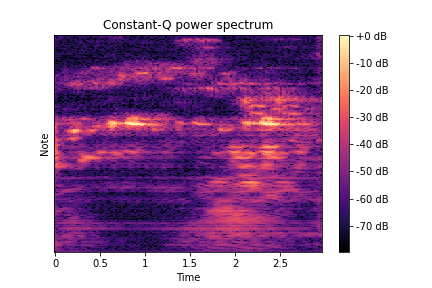 Constant-Q power spectrum
+0 dB
-10 dB
-20 dB
-30 dB
-40 dB
-50 dB
-60 dB
-70 dB
Note
0
0.5
1
1.5
2
2.5
Time